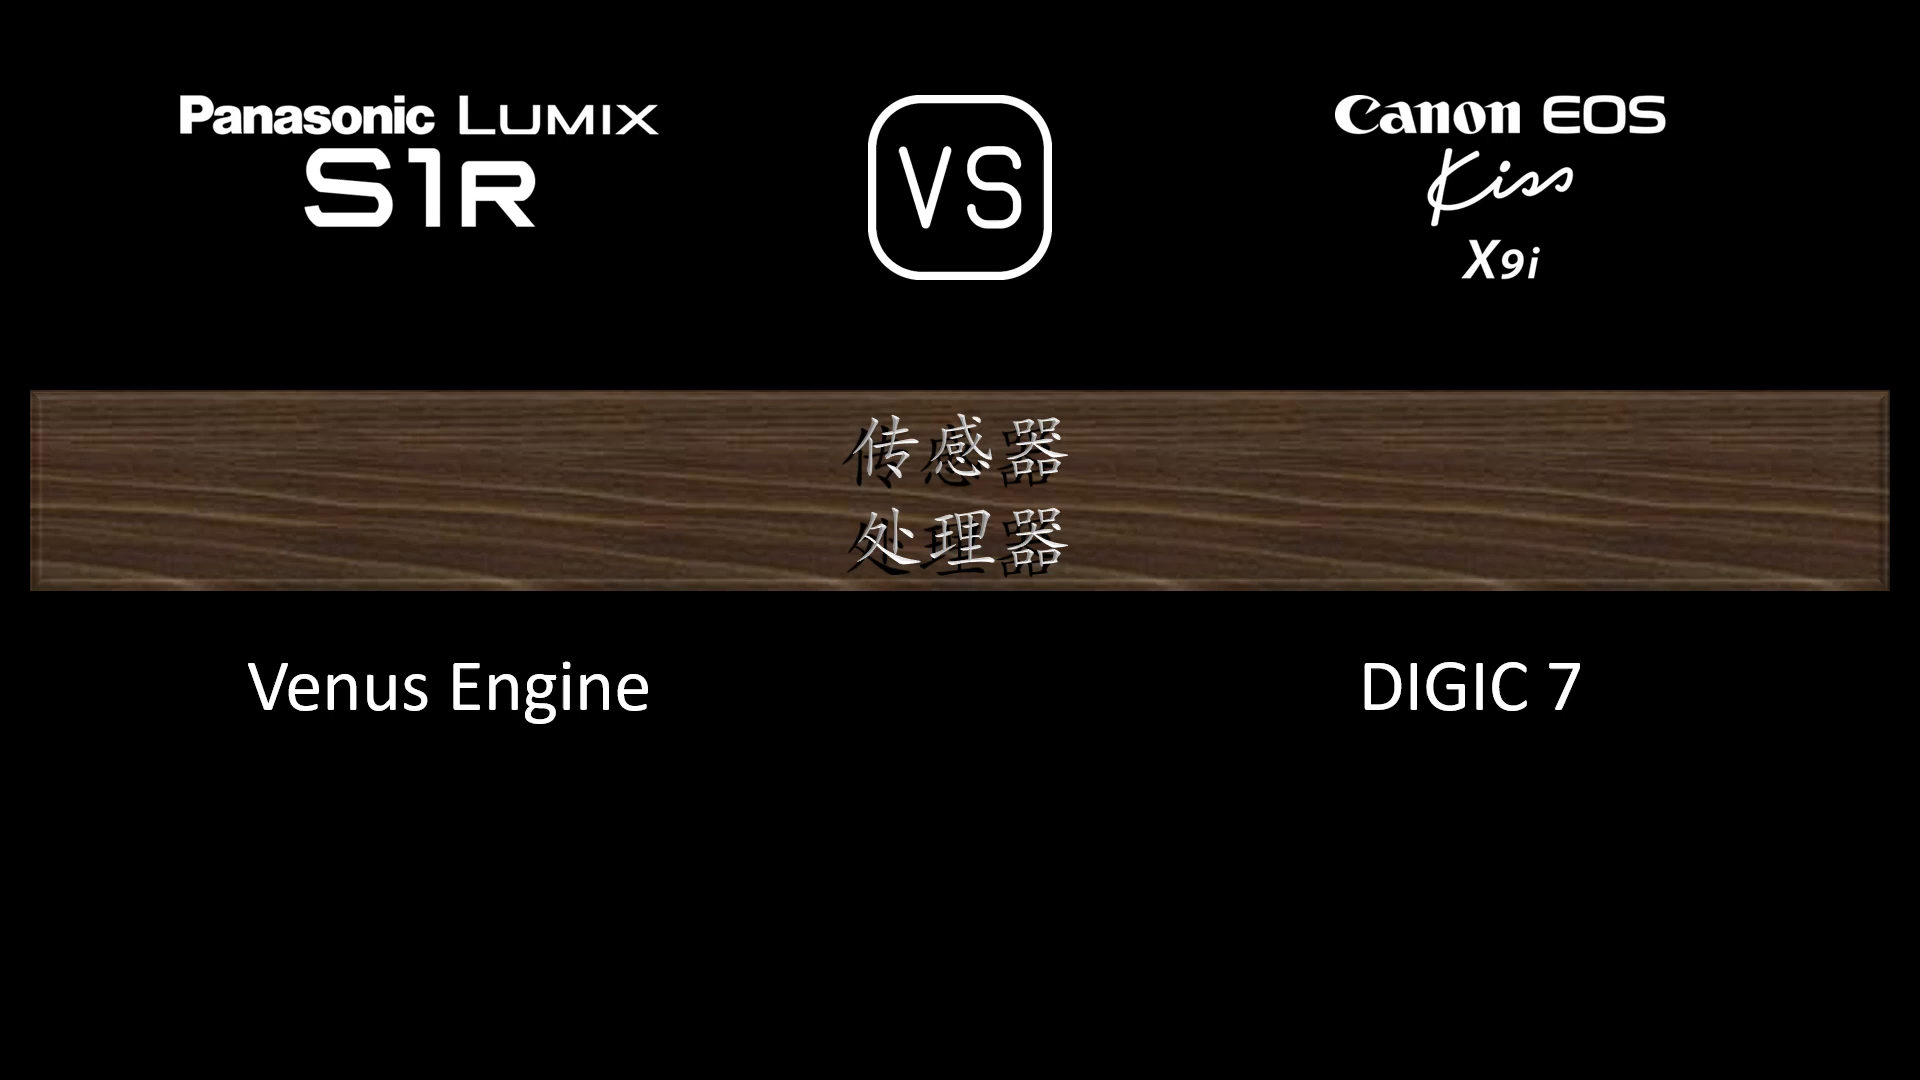 Panasonic LUMIX
S1R
VS
Canon EOS
Kiss
X9i
传感器
处理器
Venus Engine
DIGIC 7